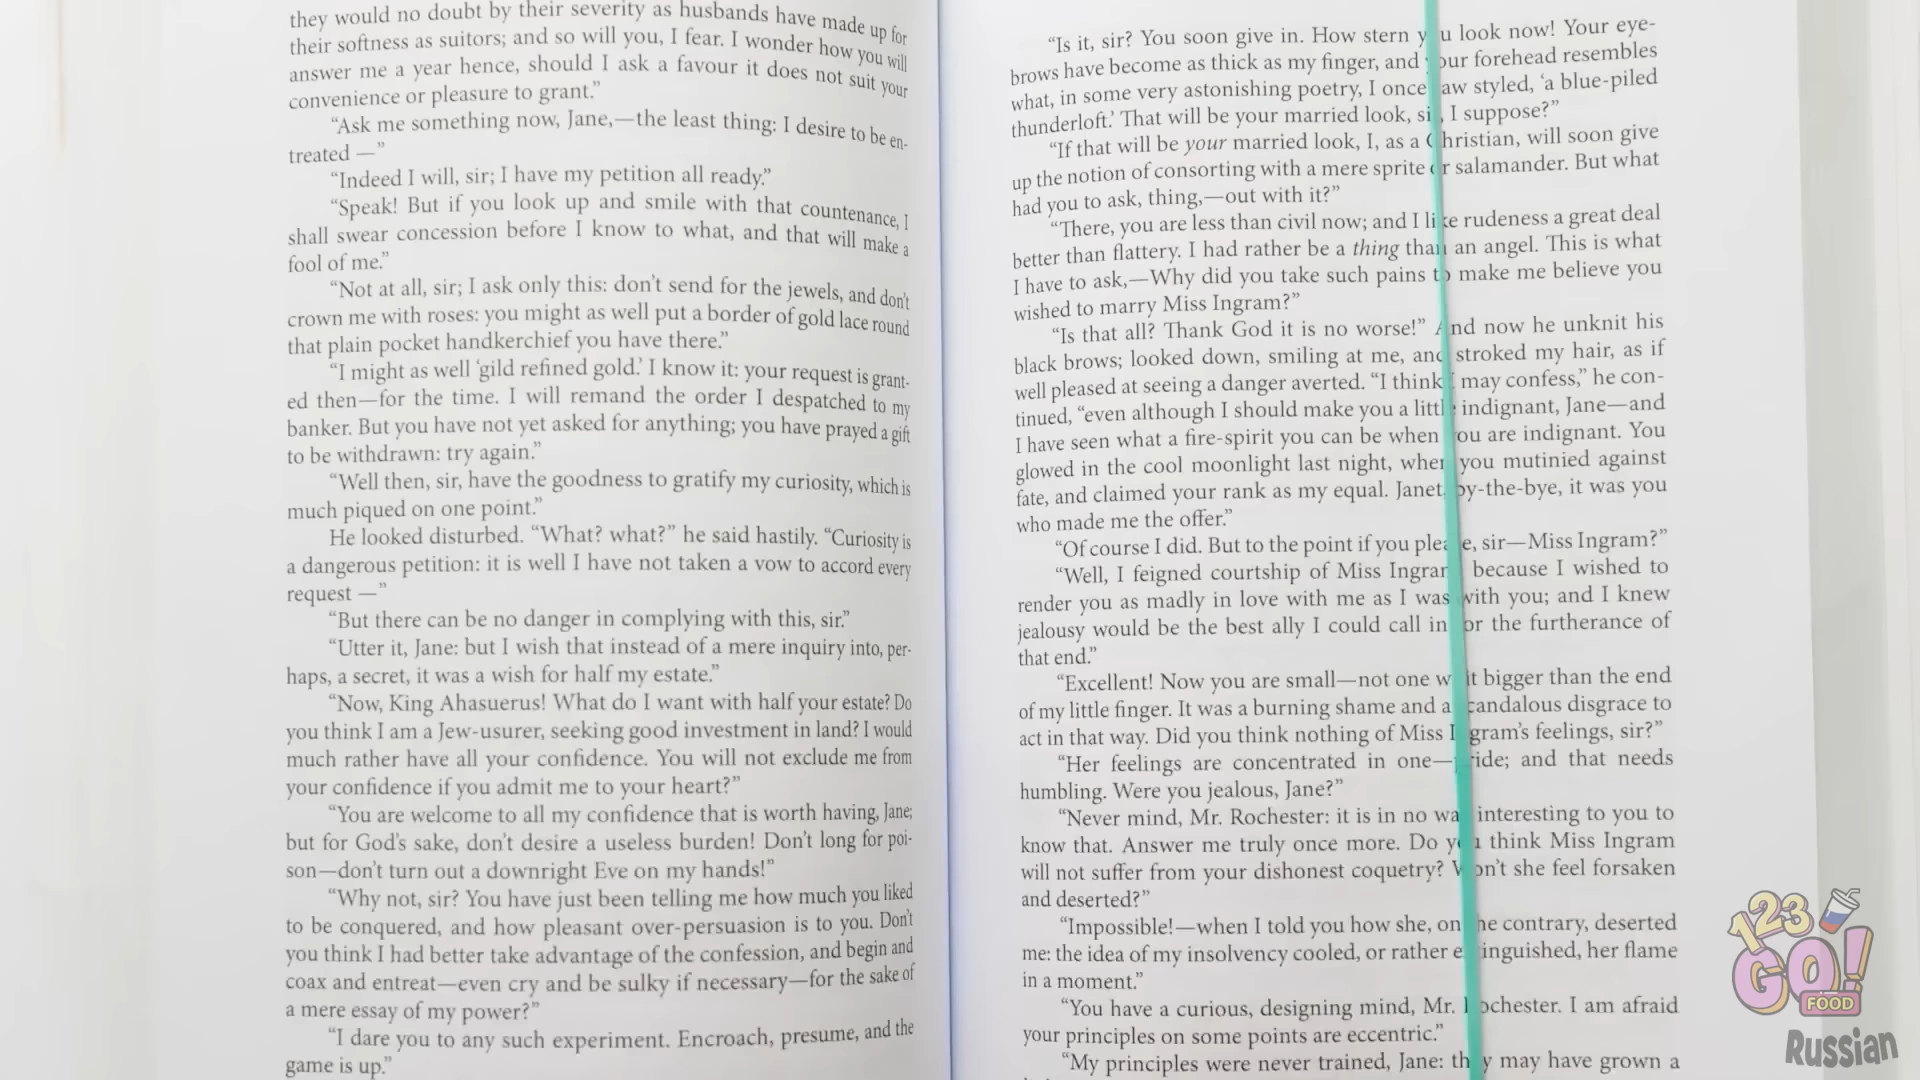 they would no doubt by their severity as husbands have made up for
their softness as suitors; and so will you, I fear. I wonder how you will
answer me a year hence, should I ask a favour it does not suit your
convenience or pleasure to grant.”
“Ask me something now, Jane,—the least thing: I desire to be en-
treated —”
“Indeed I will, sir; I have my petition all ready.”
“Speak! But if you look up and smile with that countenance, I
shall swear concession before I know to what, and that will make a
fool of me.”
“Not at all, sir; I ask only this: don’t send for the jewels, and don’t
crown me with roses: you might as well put a border of gold lace round
that plain pocket handkerchief you have there.”
“I might as well ‘gild refined gold.’ I know it: your request is grant-
ed then—for the time. I will remand the order I despatched to my
banker. But you have not yet asked for anything; you have prayed a gift
to be withdrawn: try again.”
“Well then, sir, have the goodness to gratify my curiosity, which is
much piqued on one point.”
He looked disturbed. “What? what?” he said hastily. “Curiosity is
a dangerous petition: it is well I have not taken a vow to accord every
request —”
“But there can be no danger in complying with this, sir.”
“Utter it, Jane: but I wish that instead of a mere inquiry into, per-
haps, a secret, it was a wish for half my estate.”
“Now, King Ahasuerus! What do I want with half your estate? Do
you think I am a Jew-usurer, seeking good investment in land? I would
much rather have all your confidence. You will not exclude me from
your confidence if you admit me to your heart?”
“You are welcome to all my confidence that is worth having, Jane;
but for God’s sake, don’t desire a useless burden! Don’t long for poi-
son—don’t turn out a downright Eve on my hands!”
“Why not, sir? You have just been telling me how much you liked
to be conquered, and how pleasant over-persuasion is to you. Don’t
you think I had better take advantage of the confession, and begin and
coax and entreat—even cry and be sulky if necessary—for the sake of
a mere essay of my power?”
“I dare you to any such experiment. Encroach, presume, and the
game is up.”
“Is it, sir? You soon give in. How stern you look now! Your eye-
brows have become as thick as my finger, and your forehead resembles
what, in some very astonishing poetry, I once saw styled, ‘a blue-piled
thunderloft.’ That will be your married look, sir, I suppose?”
“If that will be your married look, I, as a Christian, will soon give
up the notion of consorting with a mere sprite or salamander. But what
had you to ask, thing,—out with it?”
“There, you are less than civil now; and I like rudeness a great deal
better than flattery. I had rather be a thing than an angel. This is what
I have to ask,—Why did you take such pains to make me believe you
wished to marry Miss Ingram?”
“Is that all? Thank God it is no worse!” And now he unknit his
black brows; looked down, smiling at me, and stroked my hair, as if
well pleased at seeing a danger averted. “I think I may confess,” he con-
tinued, “even although I should make you a little indignant, Jane—and
I have seen what a fire-spirit you can be when you are indignant. You
glowed in the cool moonlight last night, when you mutinied against
fate, and claimed your rank as my equal. Janet, by-the-bye, it was you
who made me the offer.”
“Of course I did. But to the point if you please, sir—Miss Ingram?”
“Well, I feigned courtship of Miss Ingram, because I wished to
render you as madly in love with me as I was with you; and I knew
jealousy would be the best ally I could call in for the furtherance of
that end.”
“Excellent! Now you are small—not one whit bigger than the end
of my little finger. It was a burning shame and a scandalous disgrace to
act in that way. Did you think nothing of Miss Ingram’s feelings, sir?”
“Her feelings are concentrated in one—pride; and that needs
humbling. Were you jealous, Jane?”
“Never mind, Mr. Rochester: it is in no way interesting to you to
know that. Answer me truly once more. Do you think Miss Ingram
will not suffer from your dishonest coquetry? Won’t she feel forsaken
and deserted?”
“Impossible!—when I told you how she, on the contrary, deserted
me: the idea of my insolvency cooled, or rather extinguished, her flame
in a moment.”
“You have a curious, designing mind, Mr. Rochester. I am afraid
your principles on some points are eccentric.”
“My principles were never trained, Jane: they may have grown a
123
GO!
FOOD
Russian